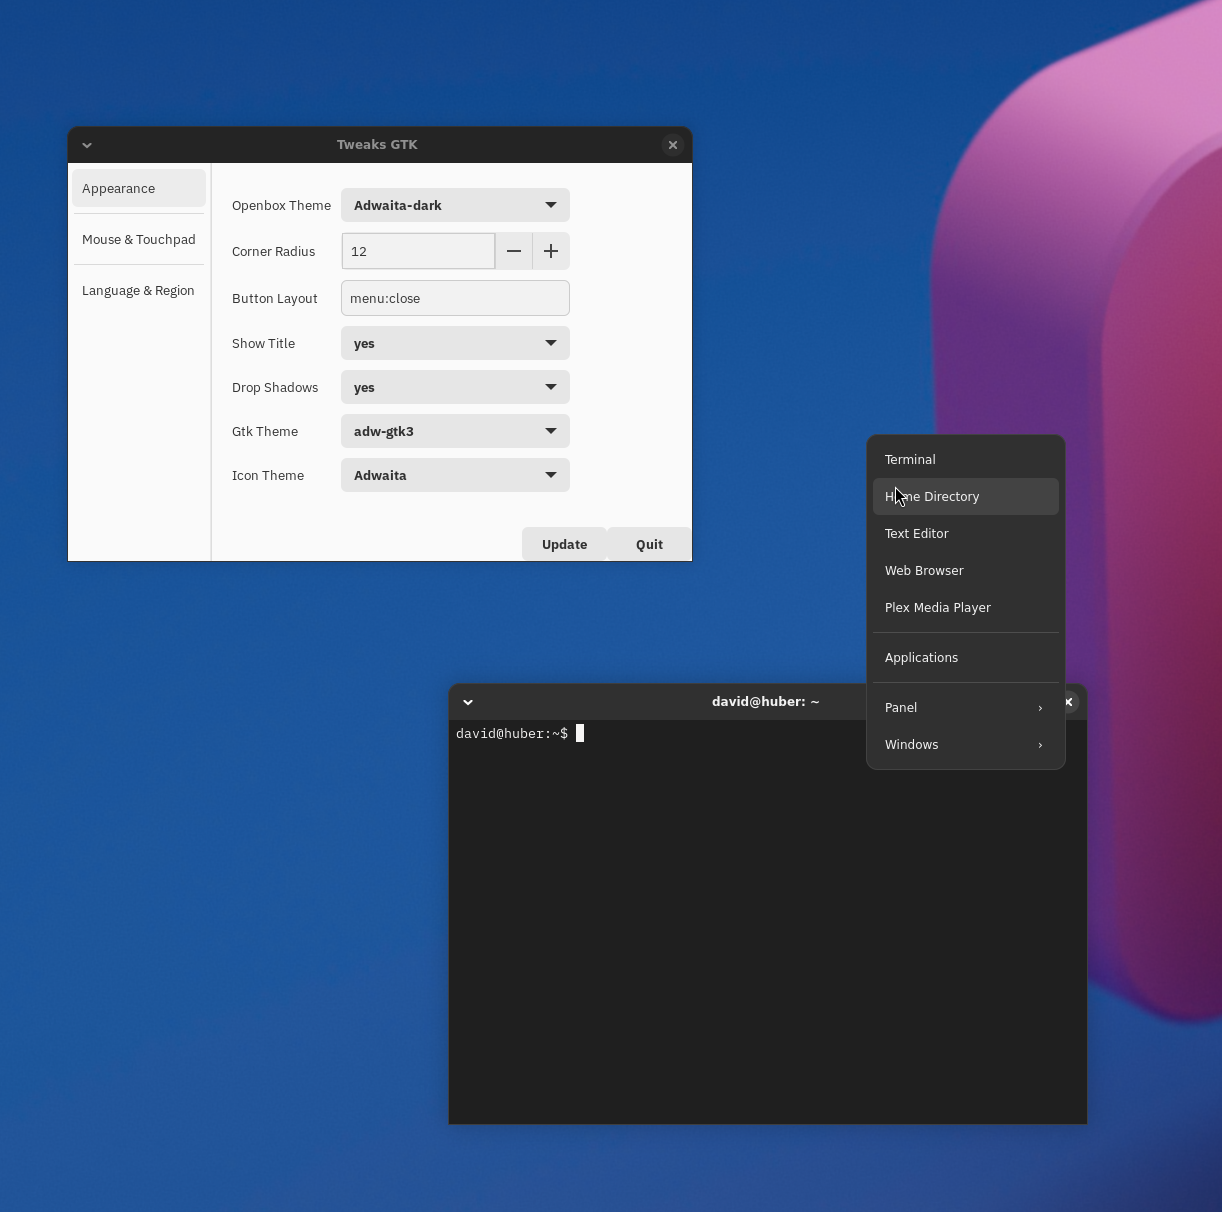 Tweaks GTK
Appearance
Mouse & Touchpad
Language & Region
Openbox Theme Adwaita-dark
Corner Radius 12
Button Layout menu:close
Show Title yes
Drop Shadows yes
Gtk Theme adw-gtk3
Icon Theme Adwaita
Update Quit
Terminal
Home Directory
Text Editor
Web Browser
Plex Media Player
Applications
Panel ›
Windows ›
david@huber: ~
david@huber:~$